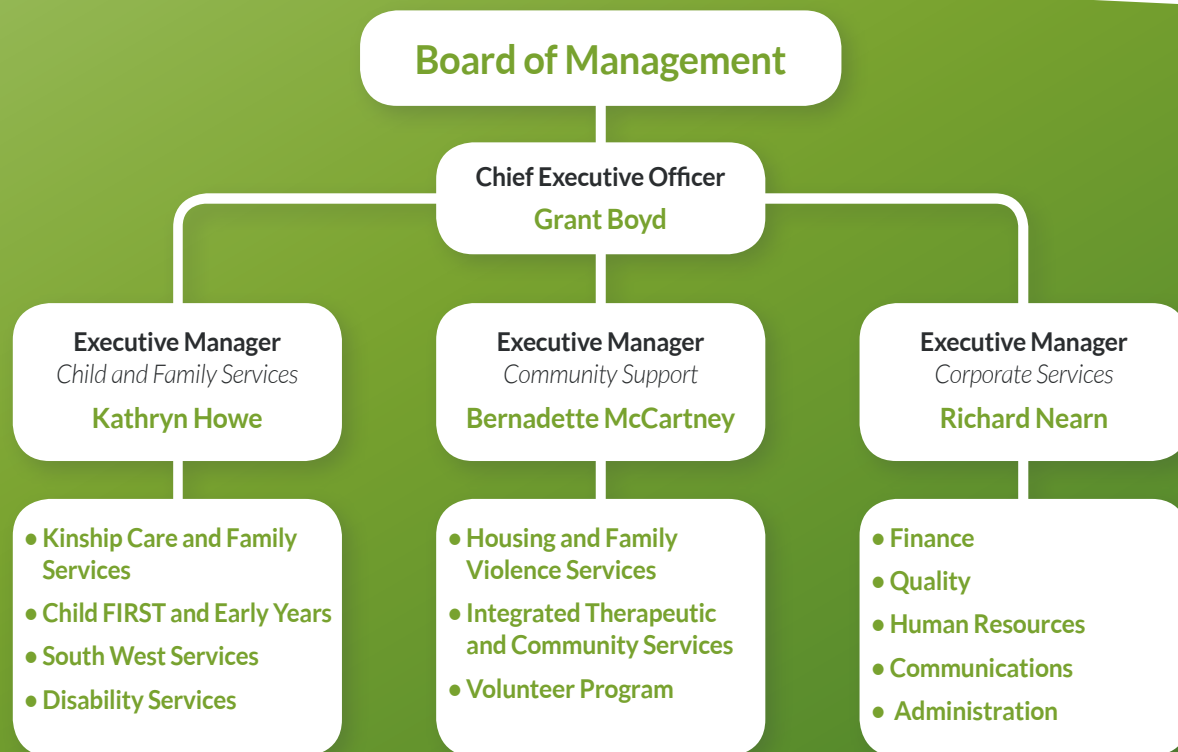 Board of Management
Chief Executive Officer
Grant Boyd
Executive Manager
Child and Family Services
Kathryn Howe
Executive Manager
Community Support
Bernadette McCartney
Executive Manager
Corporate Services
Richard Nearn
• Kinship Care and Family
Services
• Child FIRST and Early Years
• South West Services
• Disability Services
• Housing and Family
Violence Services
• Integrated Therapeutic
and Community Services
• Volunteer Program
• Finance
• Quality
• Human Resources
• Communications
• Administration